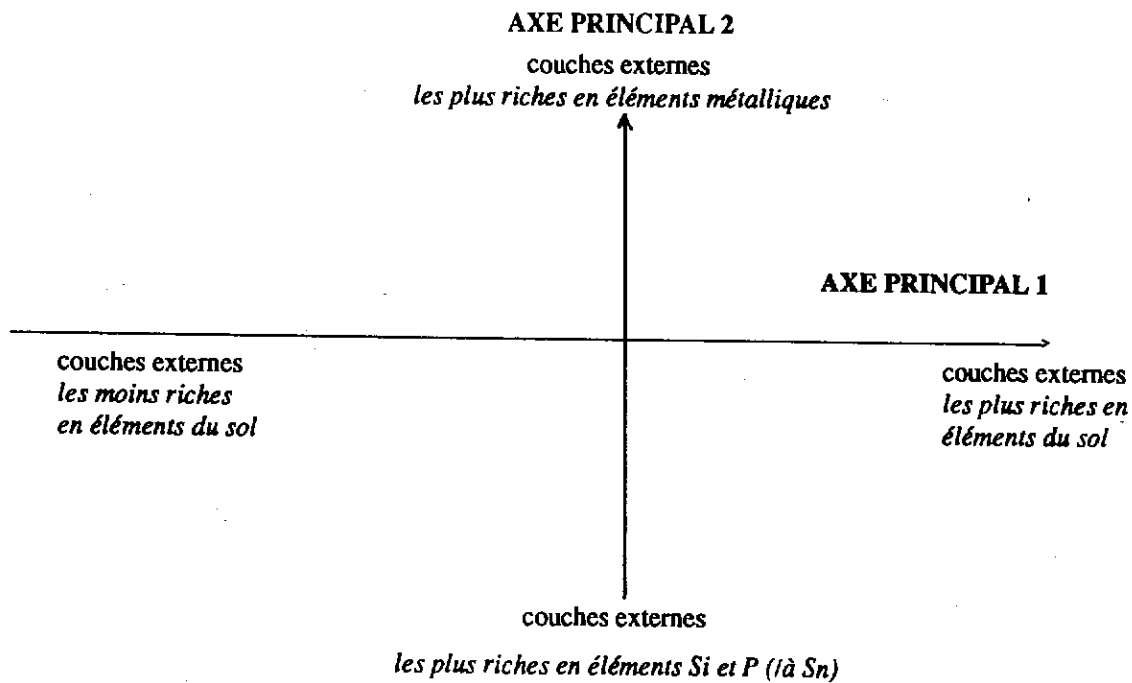 AXE PRINCIPAL 2
couches externes
les plus riches en éléments métalliques
AXE PRINCIPAL 1
couches externes
les moins riches
en éléments du sol
couches externes
les plus riches en
éléments du sol
couches externes
les plus riches en éléments Si et P (/à Sn)